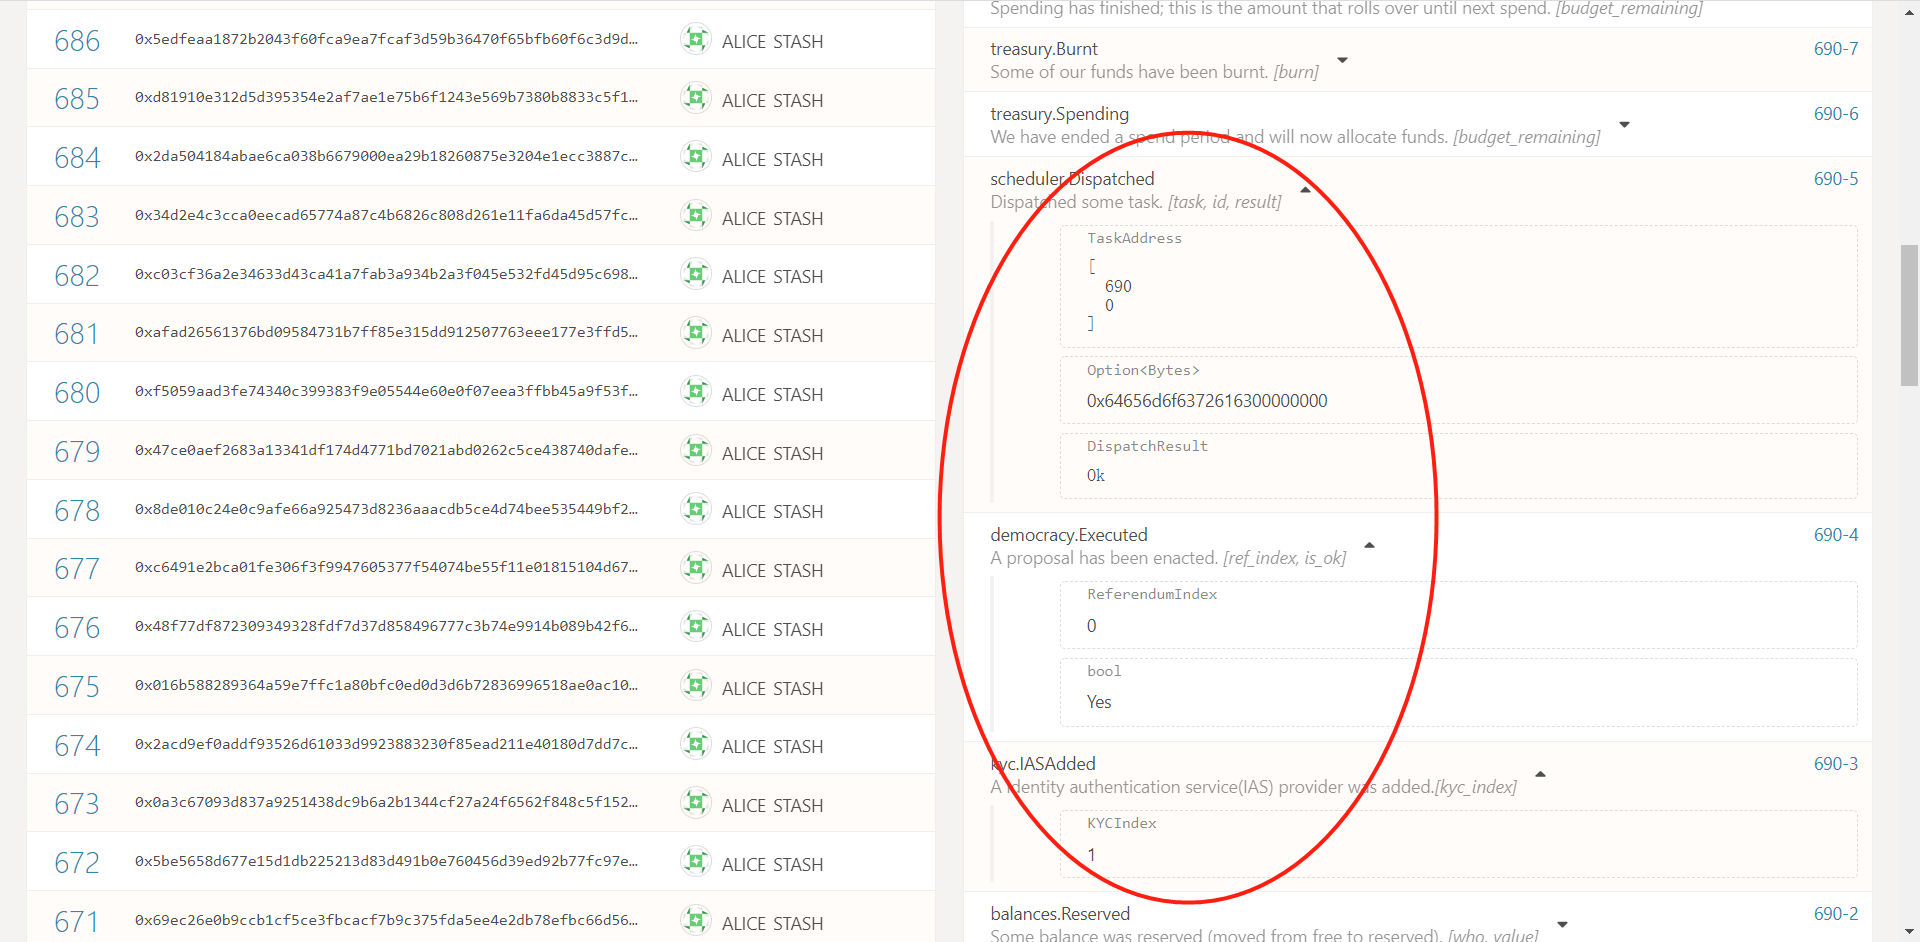 686 0x5edfeaa1872b2043f60fca9ea7fcaf3d59b36470f65bfb60f6c3d9d… ALICE STASH
685 0xd81910e312d5d395354e2af7ae1e75b6f1243e569b7380b8833c5f1… ALICE STASH
684 0x2da504184abae6ca038b6679000ea29b18260875e3204e1ecc3887c… ALICE STASH
683 0x34d2e4c3cca0eecad65774a87c4b6826c808d261e11fa6da45d57fc… ALICE STASH
682 0xc03cf36a2e34633d43ca41a7fab3a934b2a3f045e532fd45d95c698… ALICE STASH
681 0xafad26561376bd09584731b7ff85e315dd912507763eee177e3ffd5… ALICE STASH
680 0xf5059aad3fe74340c399383f9e05544e60e0f07eea3ffbb45a9f53f… ALICE STASH
679 0x47ce0aef2683a13341df174d4771bd7021abd0262c5ce438740dafe… ALICE STASH
678 0x8de010c24e0c9afe66a925473d8236aaacdb5ce4d74bee535449bf2… ALICE STASH
677 0xc6491e2bca01fe306f3f9947605377f54074be55f11e01815104d67… ALICE STASH
676 0x48f77df872309349328fdf7d37d858496777c3b74e9914b089b42f6… ALICE STASH
675 0x016b588289364a59e7ffc1a80bfc0ed0d3d6b72836996518ae0ac10… ALICE STASH
674 0x2acd9ef0addf93526d61033d9923883230f85ead211e40180d7dd7c… ALICE STASH
673 0x0a3c67093d837a9251438dc9b6a2b1344cf27a24f6562f848c5f152… ALICE STASH
672 0x5be5658d677e15d1db225213d83d491b0e760456d39ed92b77fc97e… ALICE STASH
671 0x69ec26e0b9ccb1cf5ce3fbcacf7b9c375fda5ee4e2db78efbc66d56… ALICE STASH
Spending has finished; this is the amount that rolls over until next spend. [budget_remaining]
treasury.Burnt 690-7
Some of our funds have been burnt. [burn]
treasury.Spending 690-6
We have ended a spend period and will now allocate funds. [budget_remaining]
scheduler.Dispatched 690-5
Dispatched some task. [task, id, result]
TaskAddress
[
690
0
]
Option<Bytes>
0x64656d6f6372616300000000
DispatchResult
Ok
democracy.Executed 690-4
A proposal has been enacted. [ref_index, is_ok]
ReferendumIndex
0
bool
Yes
kyc.IASAdded 690-3
A identity authentication service(IAS) provider was added.[kyc_index]
KYCIndex
1
balances.Reserved 690-2
Some balance was reserved (moved from free to reserved). [who, value]